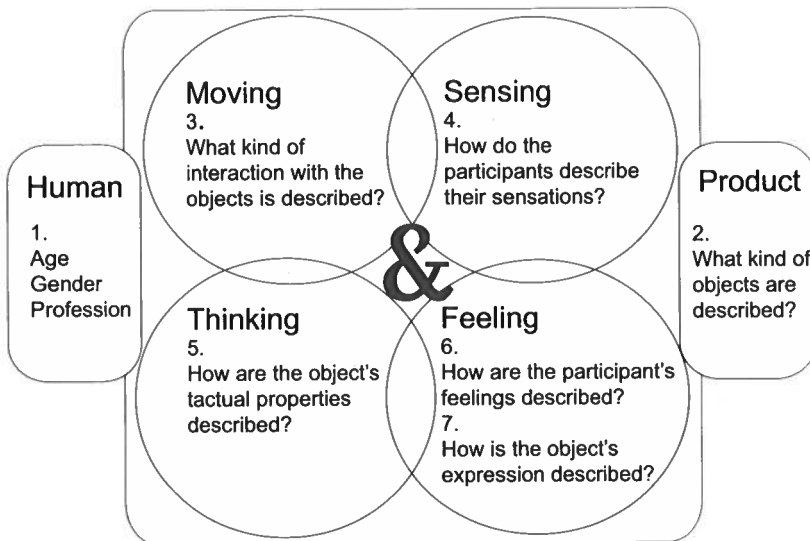 Human
1.
Age
Gender
Profession
Moving
3.
What kind of
interaction with the
objects is described?
Sensing
4.
How do the
participants describe
their sensations?
&
Thinking
5.
How are the object's
tactual properties
described?
Feeling
6.
How are the participant's
feelings described?
7.
How is the object's
expression described?
Product
2.
What kind of
objects are
described?